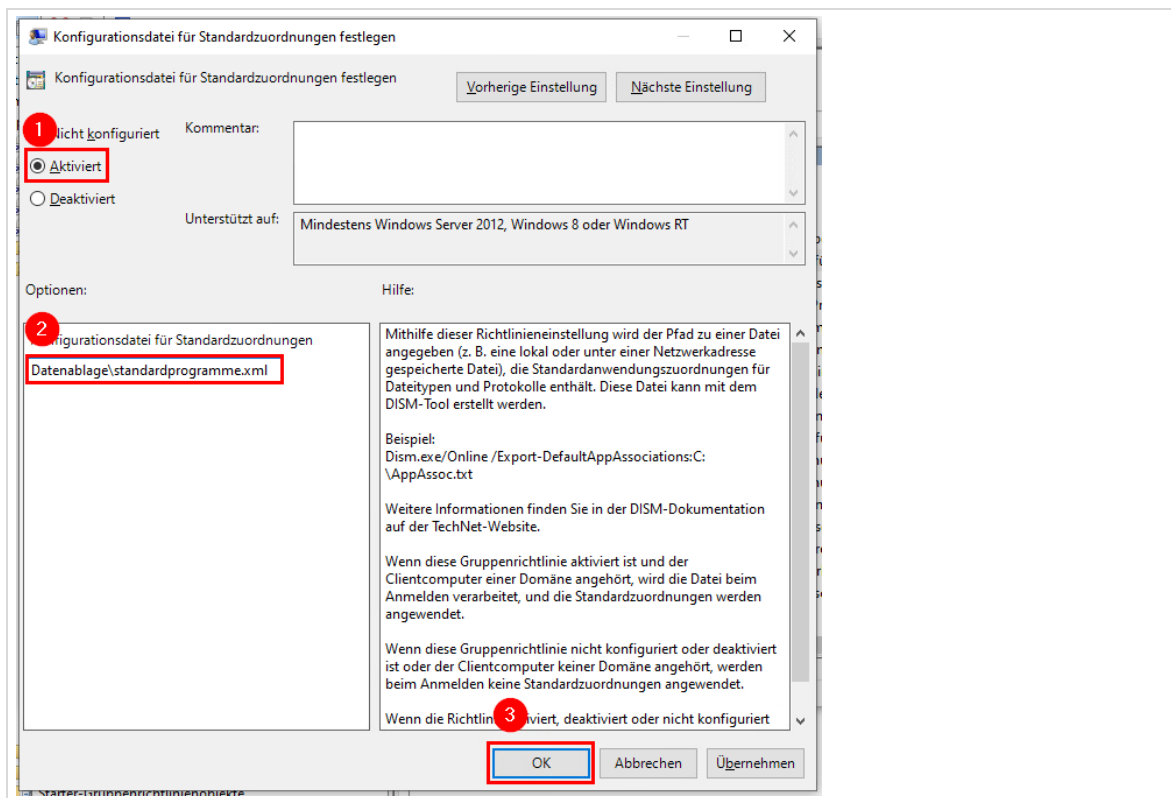 Konfigurationsdatei für Standardzuordnungen festlegen
Konfigurationsdatei für Standardzuordnungen festlegen
Vorherige Einstellung
Nächste Einstellung
1
Nicht konfiguriert
Kommentar:
Aktiviert
Deaktiviert
Unterstützt auf:
Mindestens Windows Server 2012, Windows 8 oder Windows RT
Optionen:
Hilfe:
2
für Standardzuordnungen
Datenablage\standardprogramme.xml
Mithilfe dieser Richtlinieneinstellung wird der Pfad zu einer Datei
angegeben (z. B. eine lokal oder unter einer Netzwerkadresse
gespeicherte Datei), die Standardanwendungszuordnungen für
Dateitypen und Protokolle enthält. Diese Datei kann mit dem
DISM-Tool erstellt werden.
Beispiel:
Dism.exe/Online /Export-DefaultAppAssociations:C:
\AppAssoc.txt
Weitere Informationen finden Sie in der DISM-Dokumentation
auf der TechNet-Website.
Wenn diese Gruppenrichtlinie aktiviert ist und der
Clientcomputer einer Domäne angehört, wird die Datei beim
Anmelden verarbeitet, und die Standardzuordnungen werden
angewendet.
Wenn diese Gruppenrichtlinie nicht konfiguriert oder deaktiviert
ist oder der Clientcomputer keiner Domäne angehört, werden
beim Anmelden keine Standardzuordnungen angewendet.
Wenn die deaktiviert oder nicht konfiguriert
3
OK
Abbrechen
Übernehmen
Starter-Gruppenrichtlinienobjekte